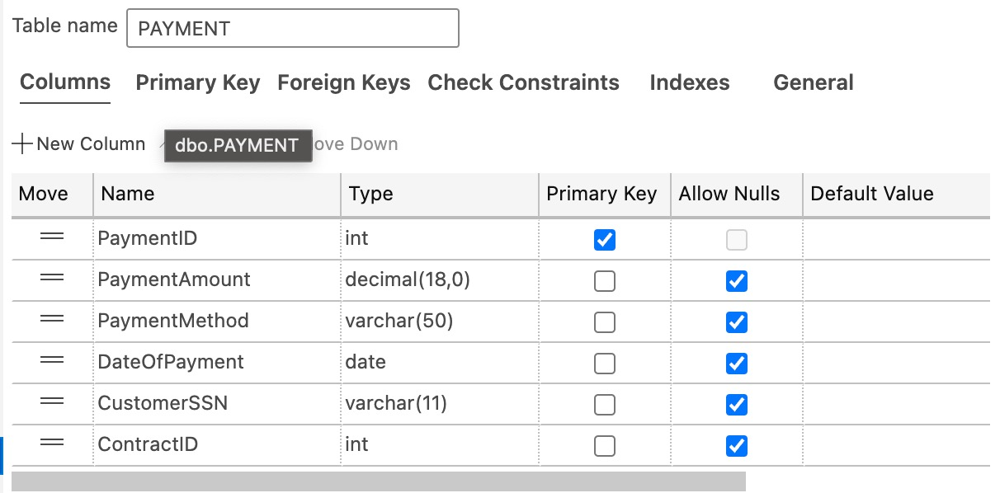 Table name PAYMENT
Columns Primary Key Foreign Keys Check Constraints Indexes General
New Column dbo.PAYMENT ove Down
Move Name Type Primary Key Allow Nulls Default Value
PaymentID int
PaymentAmount decimal(18,0)
PaymentMethod varchar(50)
DateOfPayment date
CustomerSSN varchar(11)
ContractID int